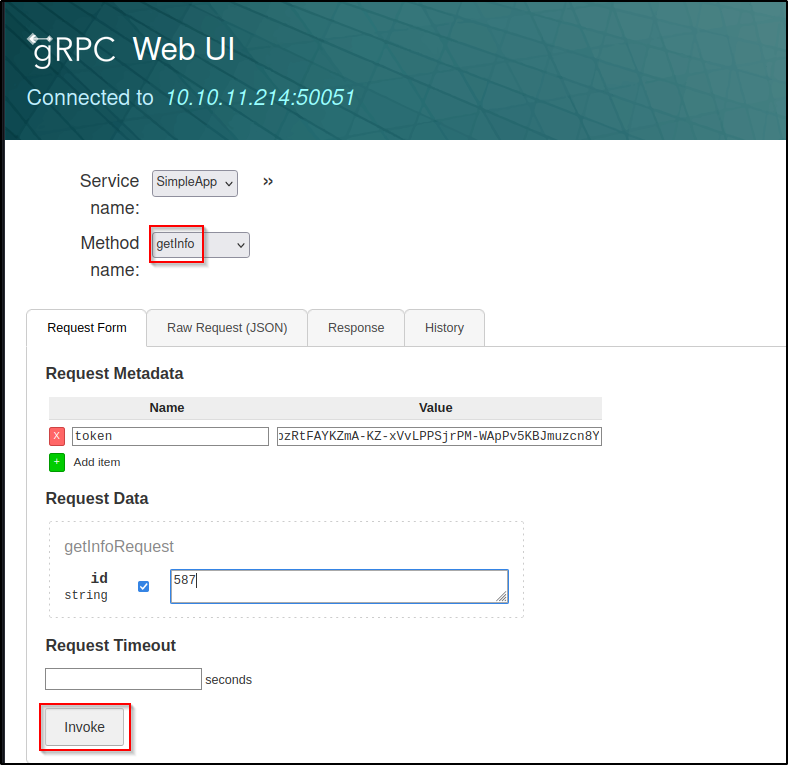 gRPC Web UI
Connected to 10.10.11.214:50051
Service name:
SimpleApp
»
Method name:
getInfo
Request Form
Raw Request (JSON)
Response
History
Request Metadata
Name Value
x token
zRtFAYKZmA-KZ-xVvLPPSjrPM-WApPv5KBJmuzcn8Y
+ Add item
Request Data
getInfoRequest
id
string
587
Request Timeout
seconds
Invoke